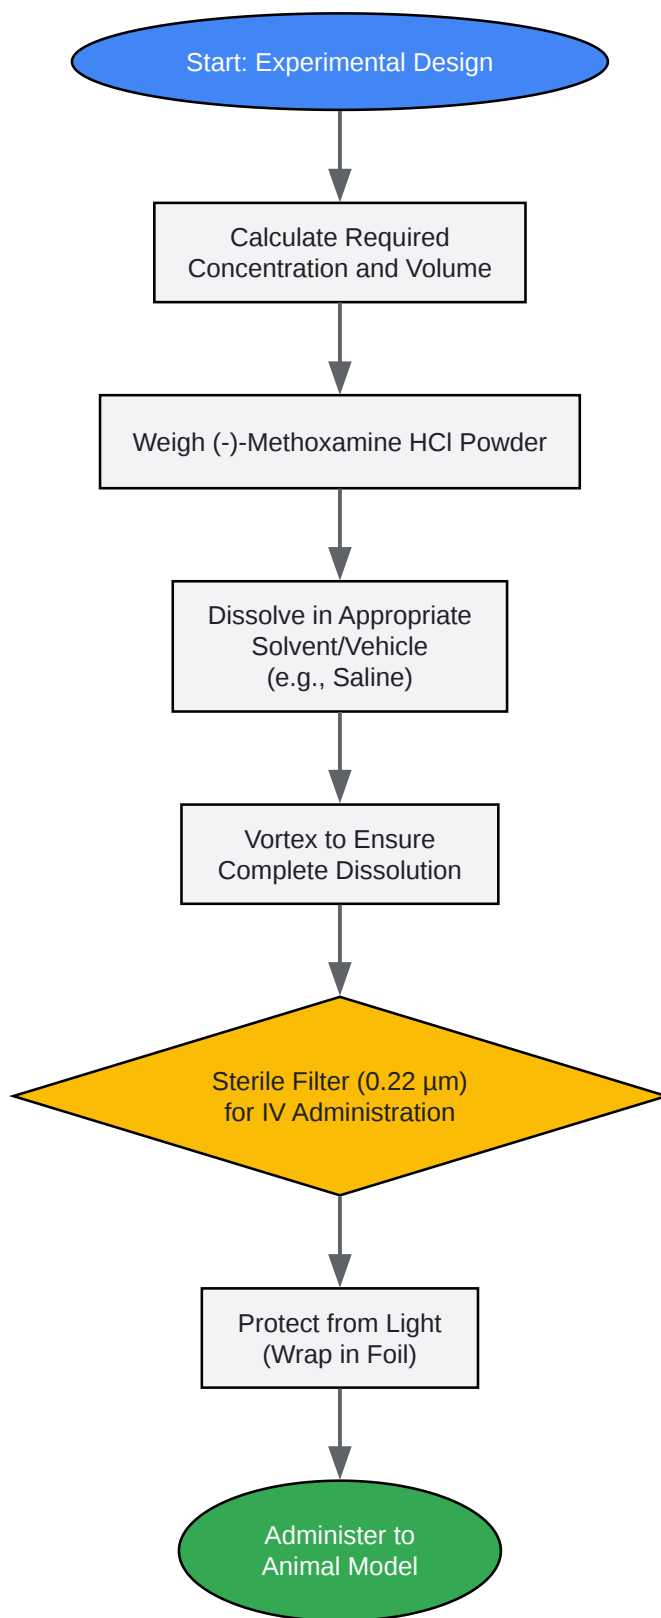 Start: Experimental Design
Calculate Required
Concentration and Volume
Weigh (-)-Methoxamine HCl Powder
Dissolve in Appropriate
Solvent/Vehicle
(e.g., Saline)
Vortex to Ensure
Complete Dissolution
Sterile Filter (0.22 µm)
for IV Administration
Protect from Light
(Wrap in Foil)
Administer to
Animal Model